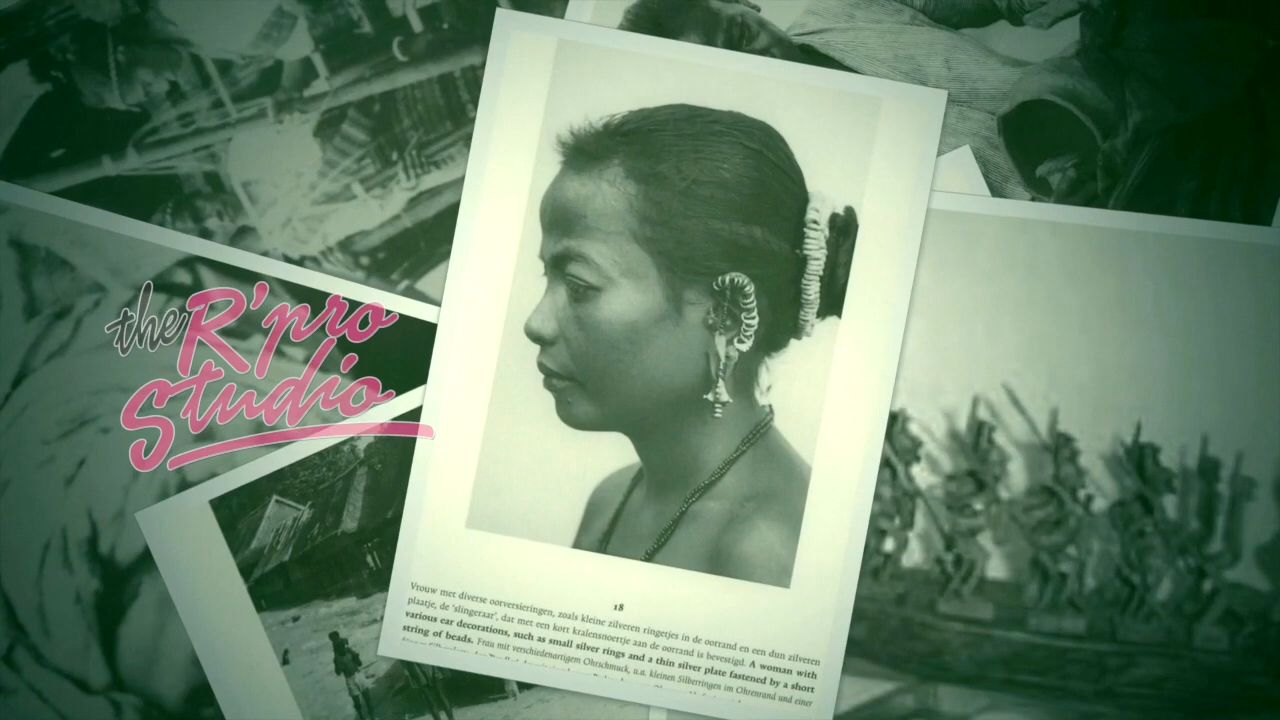 the R'pro
Studio
18
Vrouw met diverse oorversieringen, zoals kleine zilveren ringetjes in de oorrand en een dun zilveren
plaatje, de 'slingeraat', dat met een kort kralensnoertje aan de oorrand is bevestigd. A woman with
various ear decorations, such as small silver rings and a thin silver plate fastened by a short
string of beads. Frau mit verschiedenartigem Ohrschmuck, u.a. kleinen Silberringen im Ohrenrand und einer